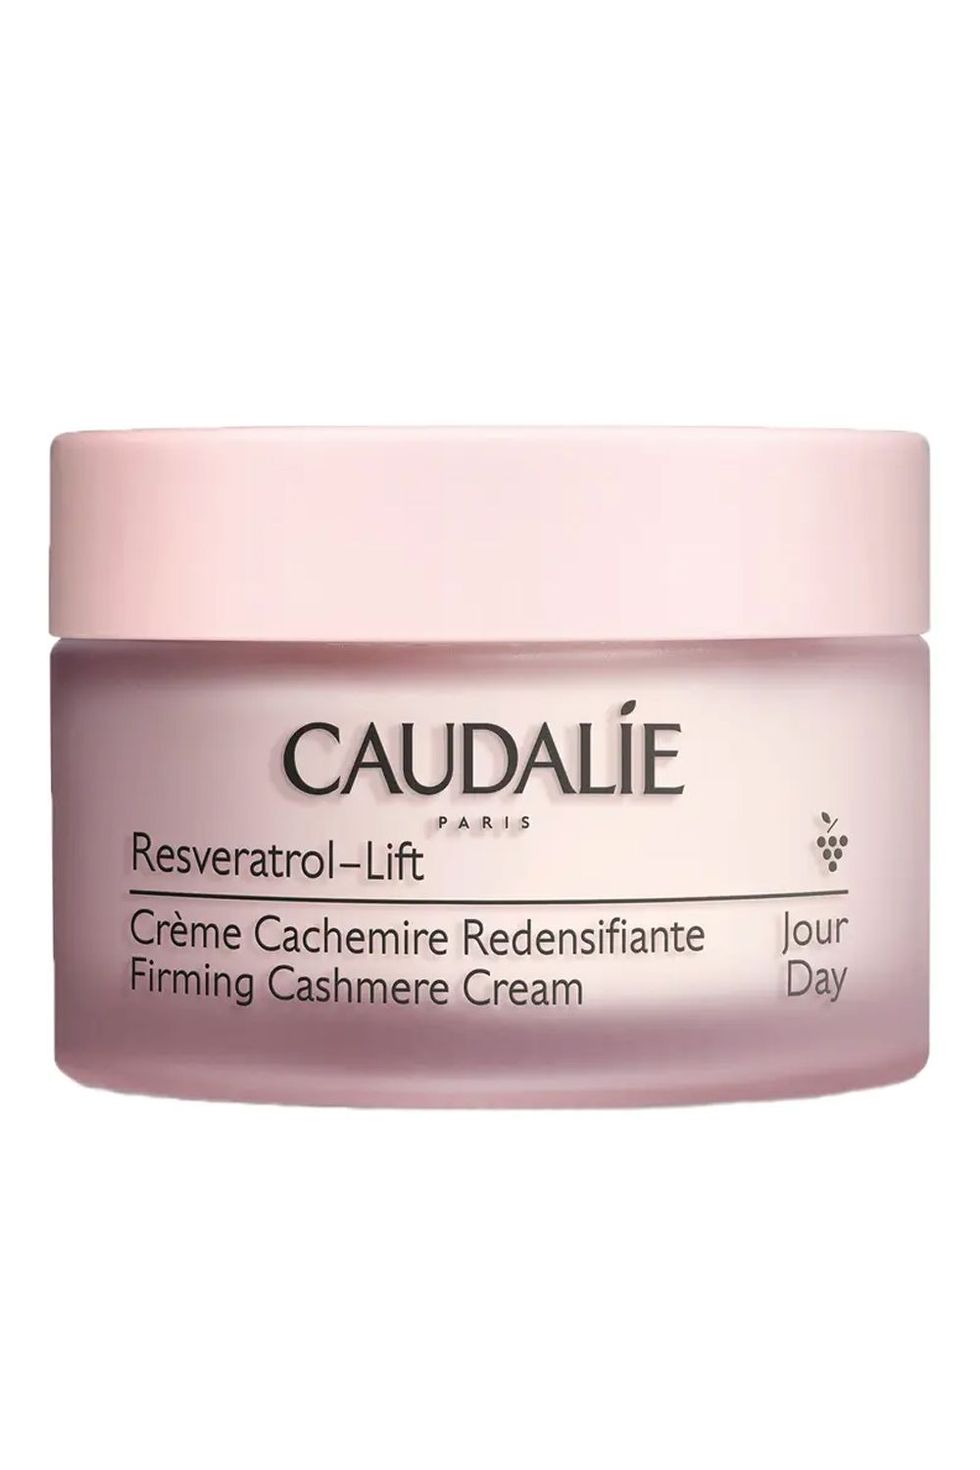 CAUDALÍE
PARIS
Resveratrol–Lift
Crème Cachemire Redensifiante
Firming Cashmere Cream
Jour
Day